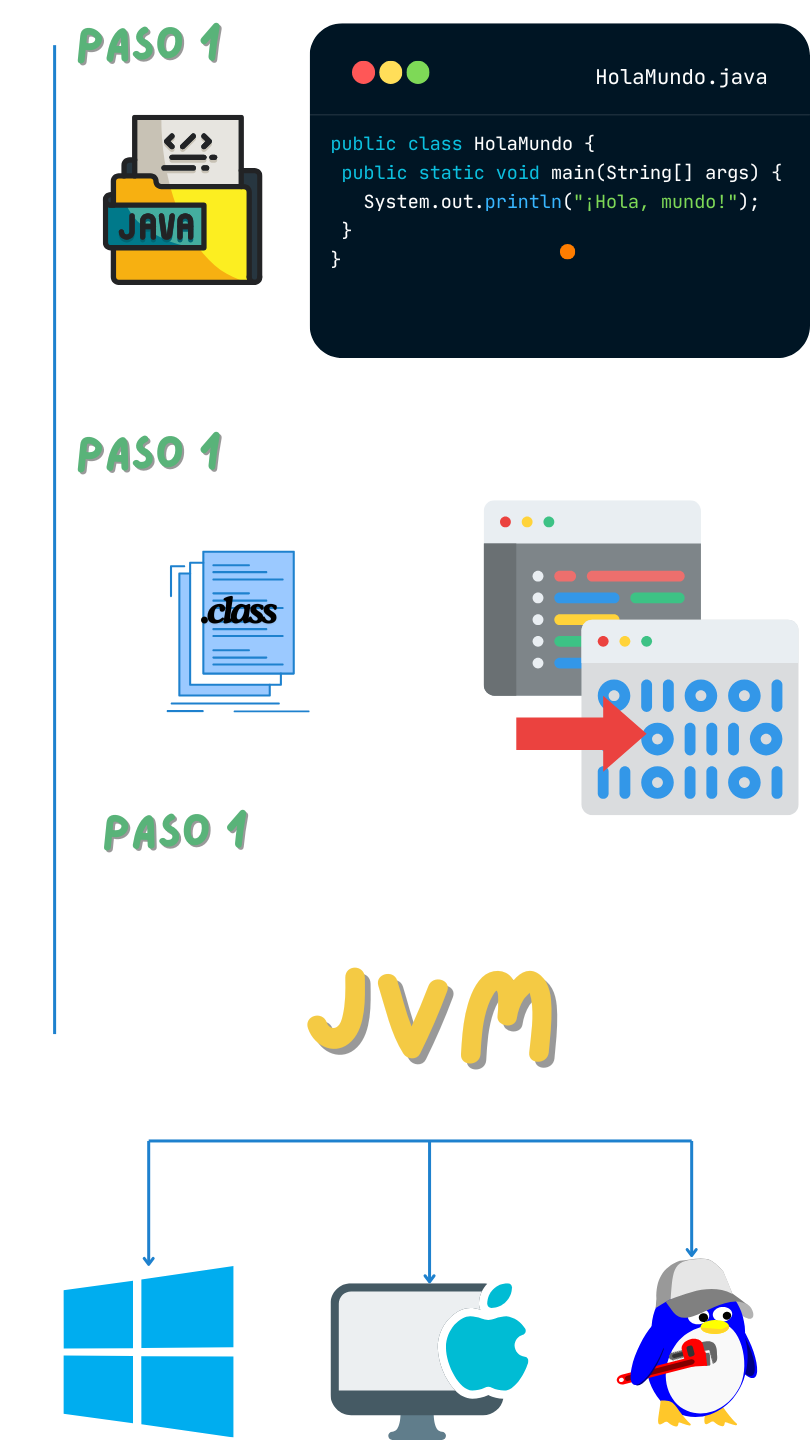 PASO 1
HolaMundo.java
JAVA
public class HolaMundo {
public static void main(String[] args) {
System.out.println("¡Hola, mundo!");
}
}
PASO 1
.class
PASO 1
JVM